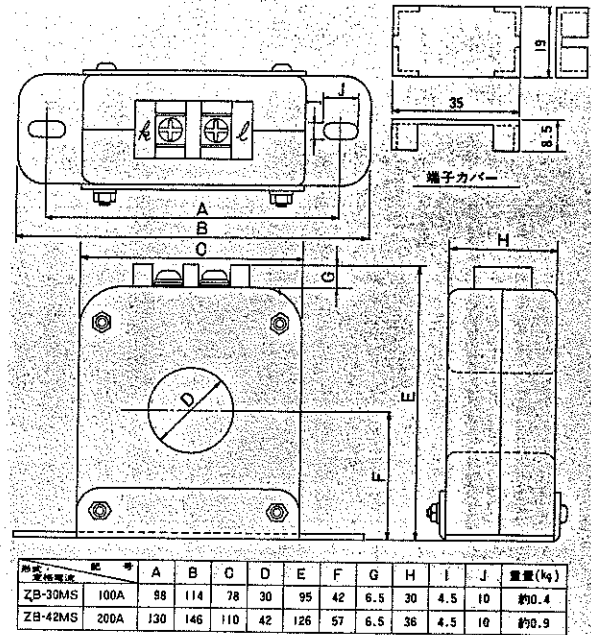 J
19
k l
35
8.5
端子カバー
A
B
C
H
G
D
E
F
形式 定格電流 記号 A B C D E F G H I J 重量(kg)
ZB-30MS 100A 98 114 78 30 95 42 6.5 30 4.5 10 約0.4
ZB-42MS 200A 130 146 110 42 126 57 6.5 36 4.5 10 約0.9